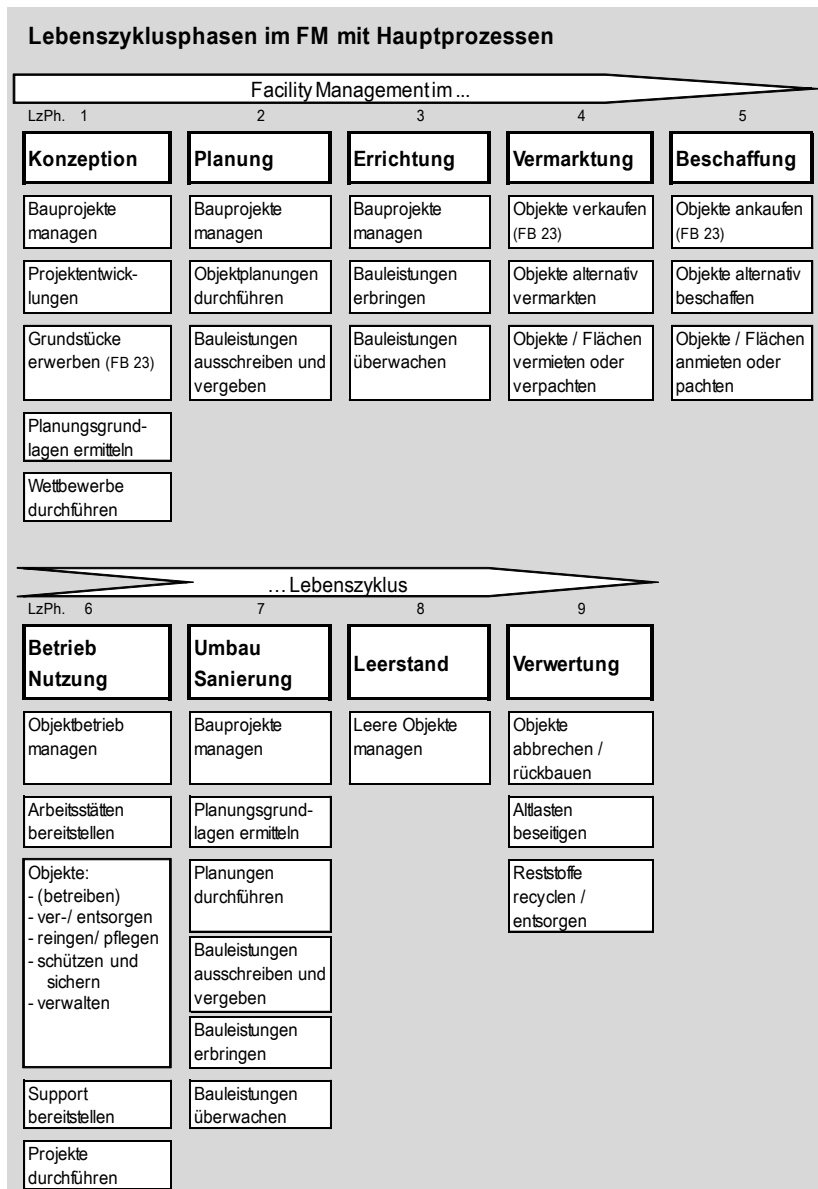 Lebenszyklusphasen im FM mit Hauptprozessen
Facility Management im ...
LzPh. 1 2 3 4 5
Konzeption
Bauprojekte
managen
Projektentwick-
lungen
Grundstücke
erwerben (FB 23)
Planungsgrund-
lagen ermitteln
Wettbewerbe
durchführen
Planung
Bauprojekte
managen
Objektplanungen
durchführen
Bauleistungen
ausschreiben und
vergeben
Errichtung
Bauprojekte
managen
Bauleistungen
erbringen
Bauleistungen
überwachen
Vermarktung
Objekte verkaufen
(FB 23)
Objekte alternativ
vermarkten
Objekte / Flächen
vermieten oder
verpachten
Beschaffung
Objekte ankaufen
(FB 23)
Objekte alternativ
beschaffen
Objekte / Flächen
anmieten oder
pachten
... Lebenszyklus
LzPh. 6 7 8 9
Betrieb
Nutzung
Objektbetrieb
managen
Arbeitsstätten
bereitstellen
Objekte:
- (betreiben)
- ver-/ entsorgen
- reingen/ pflegen
- schützen und
sichern
- verwalten
Support
bereitstellen
Projekte
durchführen
Umbau
Sanierung
Bauprojekte
managen
Planungsgrund-
lagen ermitteln
Planungen
durchführen
Bauleistungen
ausschreiben und
vergeben
Bauleistungen
erbringen
Bauleistungen
überwachen
Leerstand
Leere Objekte
managen
Verwertung
Objekte
abbrechen /
rückbauen
Altlasten
beseitigen
Reststoffe
recyclen /
entsorgen